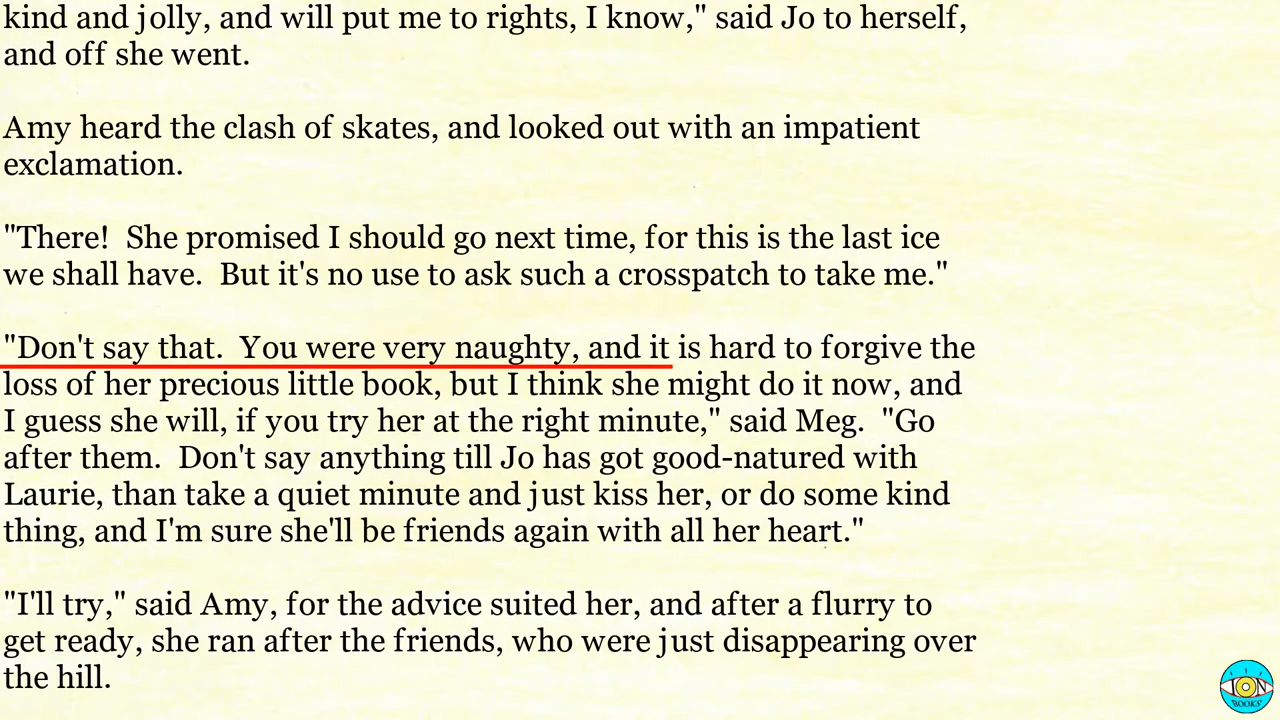 kind and jolly, and will put me to rights, I know," said Jo to herself,
and off she went.
Amy heard the clash of skates, and looked out with an impatient
exclamation.
"There!  She promised I should go next time, for this is the last ice
we shall have.  But it's no use to ask such a crosspatch to take me."
"Don't say that.  You were very naughty, and it is hard to forgive the
loss of her precious little book, but I think she might do it now, and
I guess she will, if you try her at the right minute," said Meg.  "Go
after them.  Don't say anything till Jo has got good-natured with
Laurie, than take a quiet minute and just kiss her, or do some kind
thing, and I'm sure she'll be friends again with all her heart."
"I'll try," said Amy, for the advice suited her, and after a flurry to
get ready, she ran after the friends, who were just disappearing over
the hill.
ION
BOOKS